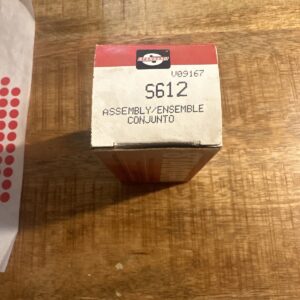 V09167
S612
ASSEMBLY/ENSEMBLE
CONJUNTO